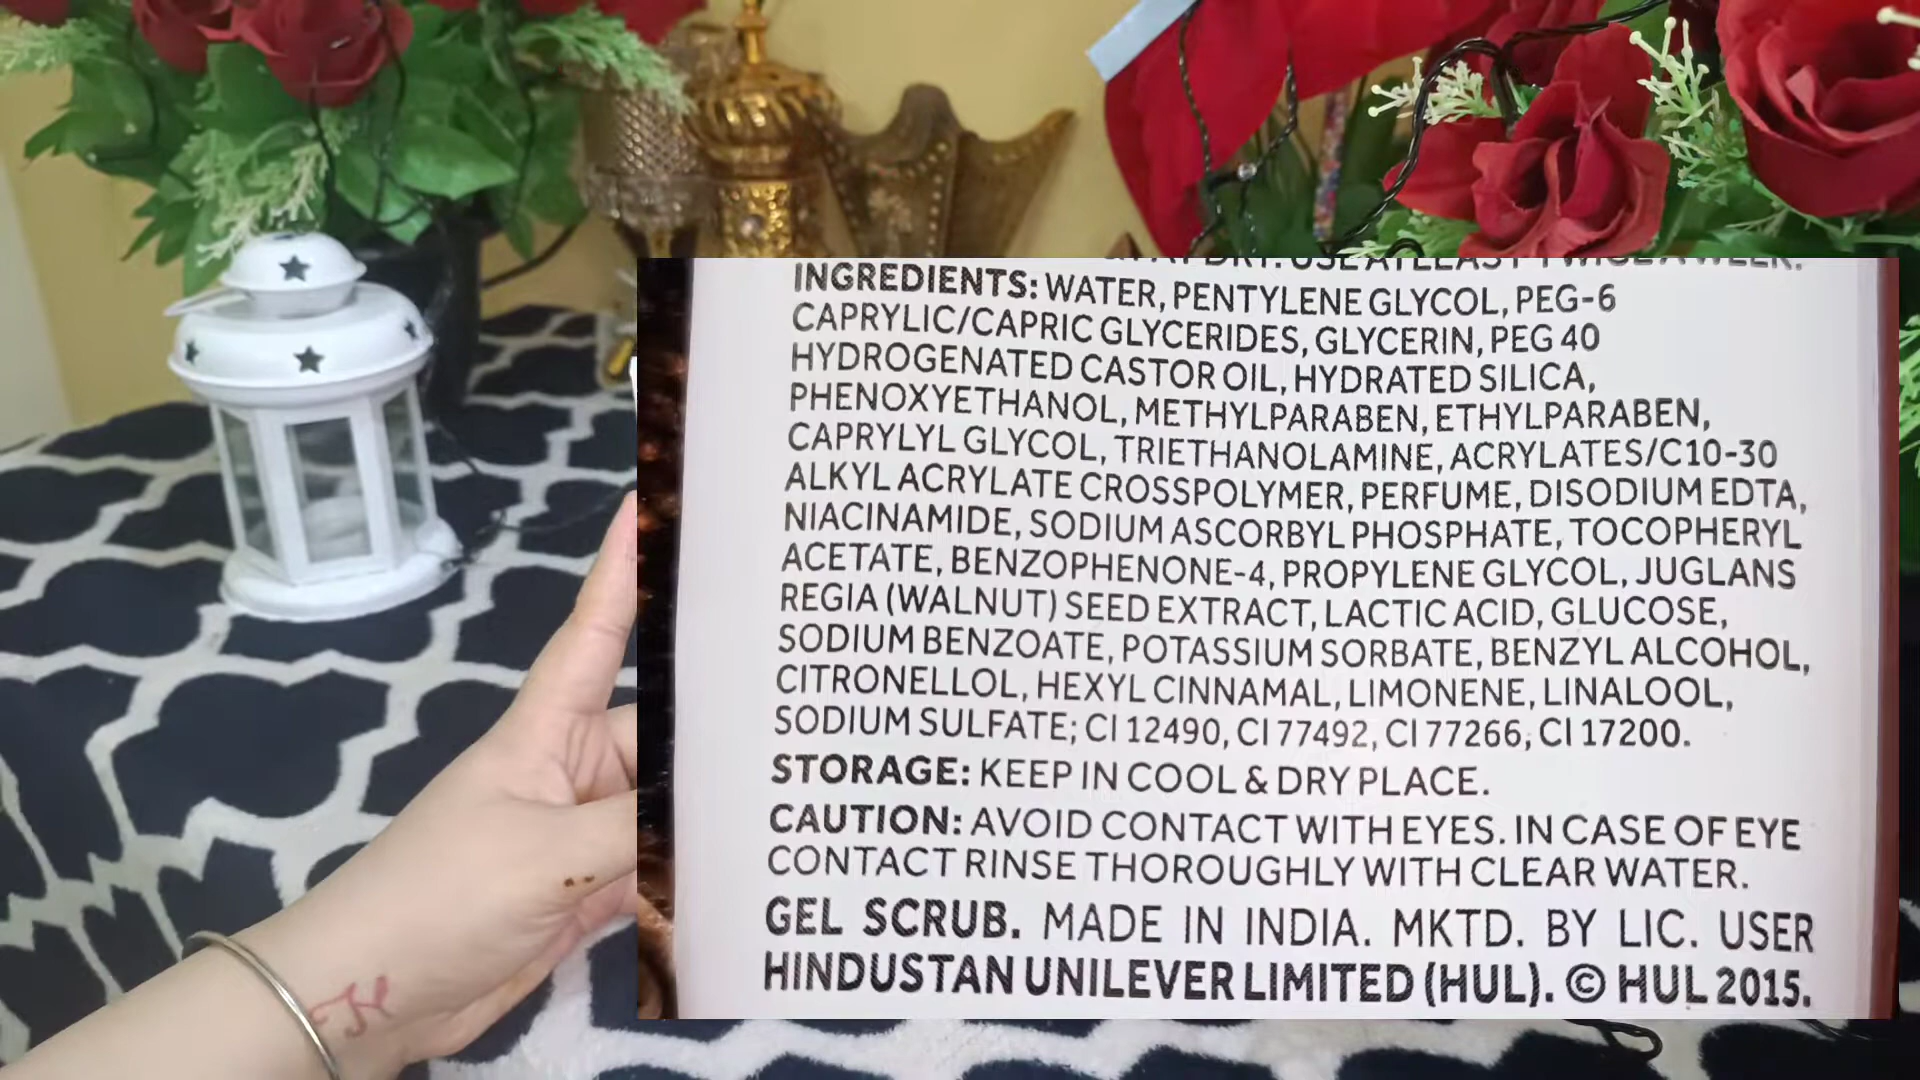 DRY. USE ATLEAST TWICE A WEEK.
INGREDIENTS: WATER, PENTYLENE GLYCOL, PEG-6
CAPRYLIC/CAPRIC GLYCERIDES, GLYCERIN, PEG 40
HYDROGENATED CASTOR OIL, HYDRATED SILICA,
PHENOXYETHANOL, METHYLPARABEN, ETHYLPARABEN,
CAPRYLYL GLYCOL, TRIETHANOLAMINE, ACRYLATES/C10-30
ALKYL ACRYLATE CROSSPOLYMER, PERFUME, DISODIUM EDTA,
NIACINAMIDE, SODIUM ASCORBYL PHOSPHATE, TOCOPHERYL
ACETATE, BENZOPHENONE-4, PROPYLENE GLYCOL, JUGLANS
REGIA (WALNUT) SEED EXTRACT, LACTIC ACID, GLUCOSE,
SODIUM BENZOATE, POTASSIUM SORBATE, BENZYL ALCOHOL,
CITRONELLOL, HEXYL CINNAMAL, LIMONENE, LINALOOL,
SODIUM SULFATE; CI 12490, CI 77492, CI 77266, CI 17200.
STORAGE: KEEP IN COOL & DRY PLACE.
CAUTION: AVOID CONTACT WITH EYES. IN CASE OF EYE
CONTACT RINSE THOROUGHLY WITH CLEAR WATER.
GEL SCRUB. MADE IN INDIA. MKTD. BY LIC. USER
HINDUSTAN UNILEVER LIMITED (HUL). © HUL 2015.
K